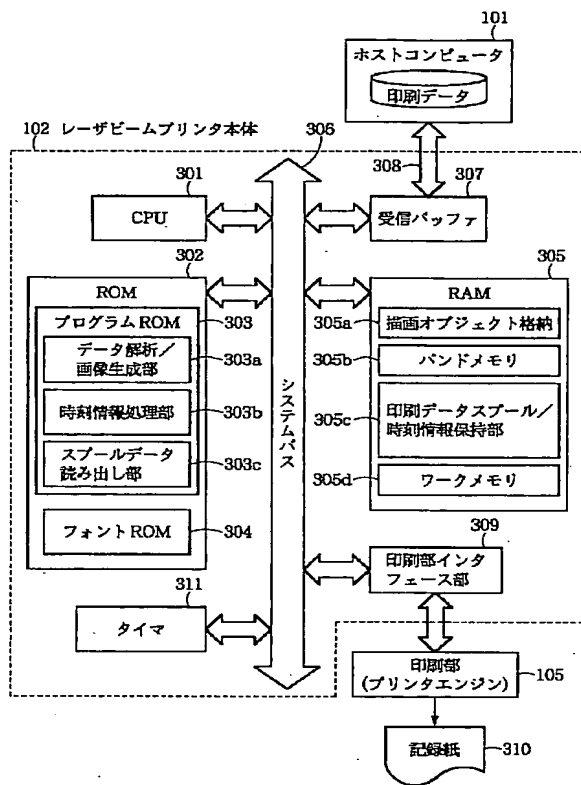 101
ホストコンピュータ
印刷データ
102 レーザビームプリンタ本体
306
308
307
301
CPU
受信バッファ
302
ROM
プログラムROM
303
データ解析/
画像生成部
303a
時刻情報処理部
303b
スプールデータ
読み出し部
303c
フォントROM
304
システムバス
305
RAM
305a
描画オブジェクト格納
305b
バンドメモリ
305c
印刷データスプール/
時刻情報保持部
305d
ワークメモリ
309
印刷部インタ
フェース部
311
タイマ
印刷部
(プリンタエンジン)
105
記録紙
310